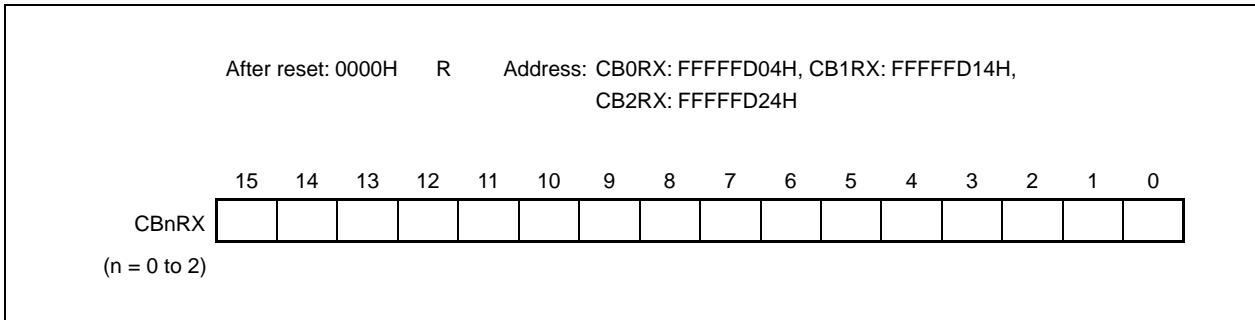 After reset: 0000H R Address: CB0RX: FFFFFD04H, CB1RX: FFFFFD14H,
CB2RX: FFFFFD24H
15 14 13 12 11 10 9 8 7 6 5 4 3 2 1 0
CBnRX
(n = 0 to 2)